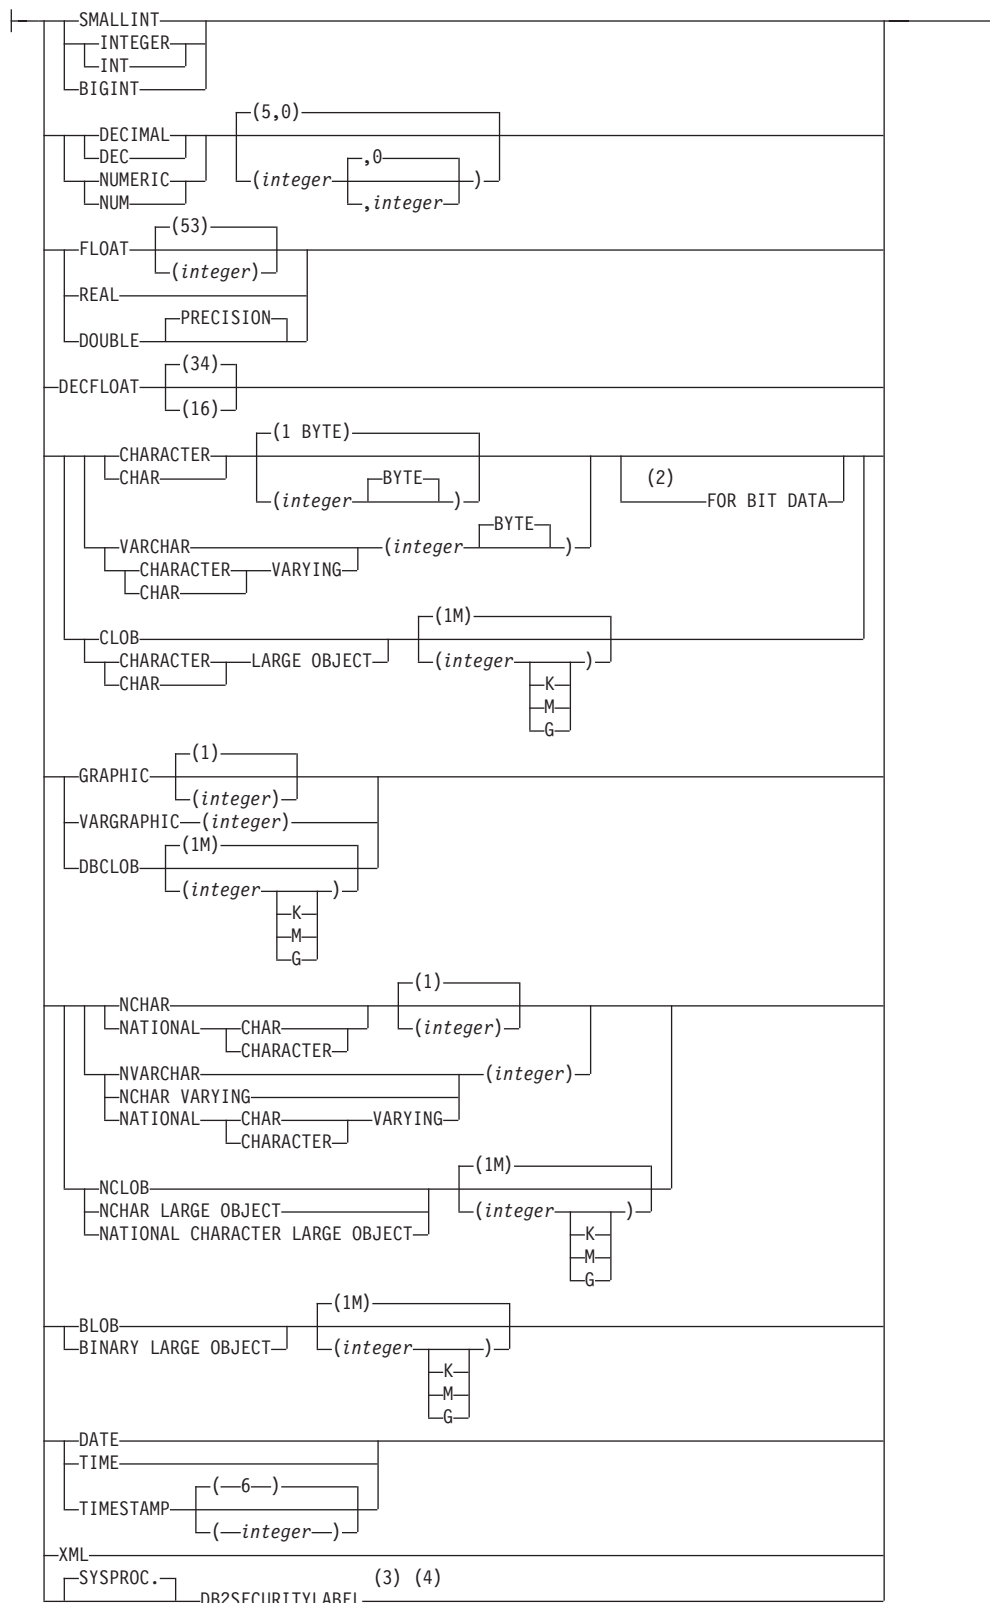 SMALLINT
INTEGER
INT
BIGINT
(5,0)
DECIMAL
DEC
,0
NUMERIC
(integer )
NUM
,integer
(53)
FLOAT
(integer)
REAL
PRECISION
DOUBLE
(34)
DECFLOAT
(16)
(1 BYTE)
CHARACTER
CHAR
BYTE
(2)
(integer )
FOR BIT DATA
BYTE
VARCHAR (integer )
CHARACTER VARYING
CHAR
(1M)
CLOB
CHARACTER LARGE OBJECT (integer )
CHAR
K
M
G
(1)
GRAPHIC
(integer)
VARGRAPHIC (integer)
(1M)
DBCLOB
(integer )
K
M
G
(1)
NCHAR
NATIONAL CHAR (integer)
CHARACTER
NVARCHAR (integer)
NCHAR VARYING
NATIONAL CHAR VARYING
CHARACTER
(1M)
NCLOB
NCHAR LARGE OBJECT (integer )
NATIONAL CHARACTER LARGE OBJECT
K
M
G
(1M)
BLOB
BINARY LARGE OBJECT (integer )
K
M
G
DATE
TIME
( 6 )
TIMESTAMP
( integer )
XML
SYSPROC. (3) (4)
DB2SECURITYLABEL